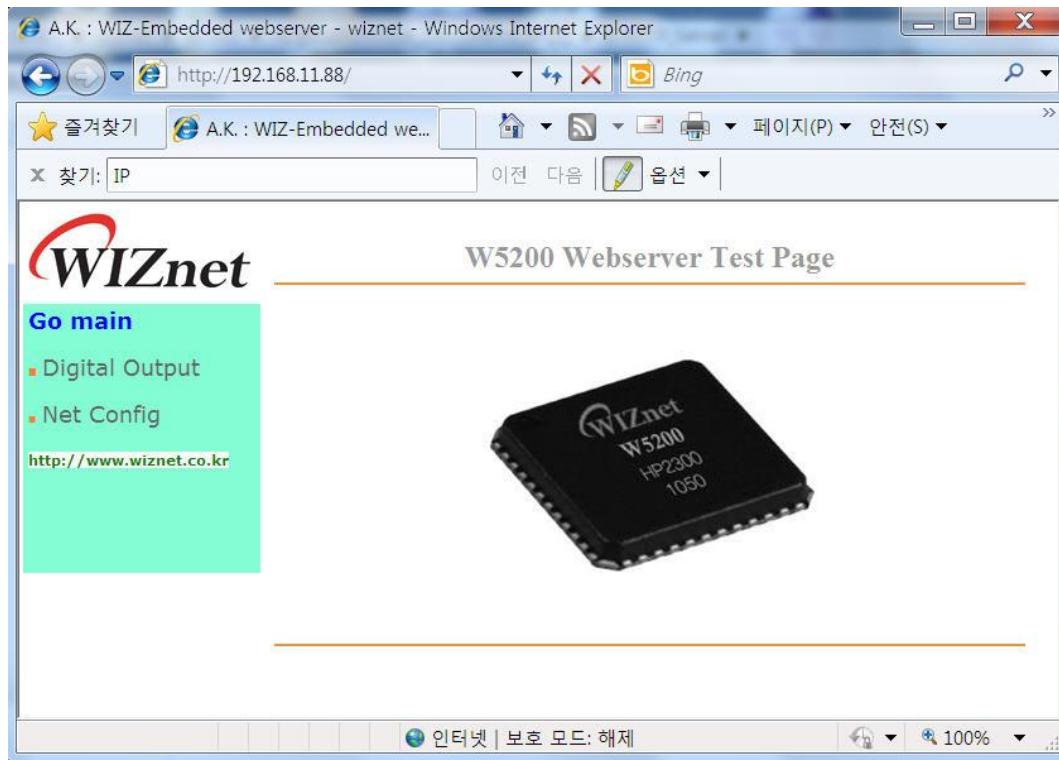 A.K. : WIZ-Embedded webserver - wiznet - Windows Internet Explorer
http://192.168.11.88/
Bing
즐겨찾기
A.K. : WIZ-Embedded we...
페이지(P)
안전(S)
x 찾기: IP
이전 다음
옵션
WIZnet
W5200 Webserver Test Page
Go main
Digital Output
Net Config
http://www.wiznet.co.kr
WIZnet
W5200
HP2300
1050
인터넷 | 보호 모드: 해제
100%